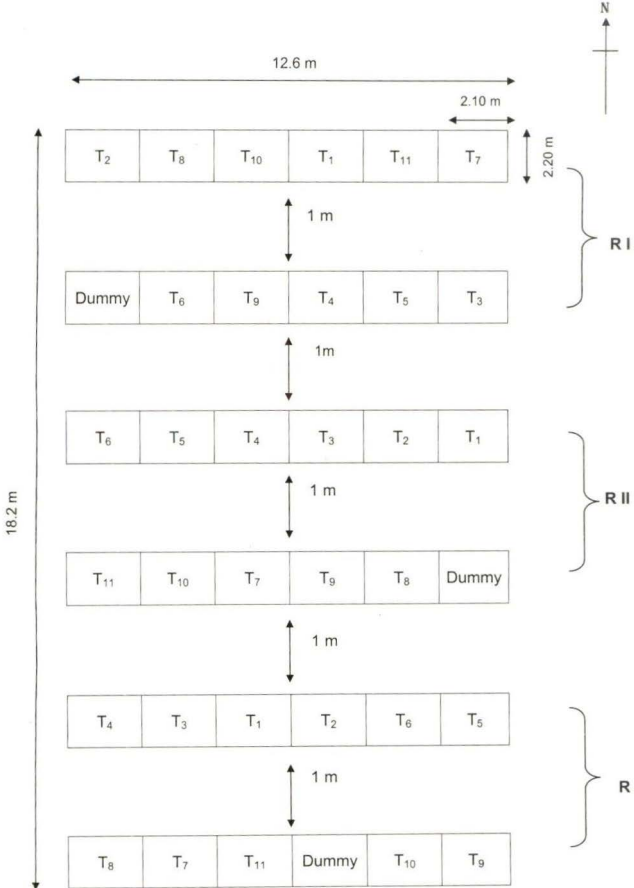 N
12.6 m
2.10 m
T₂ T₈ T₁₀ T₁ T₁₁ T₇
2.20 m
1 m
R I
Dummy T₆ T₉ T₄ T₅ T₃
1m
T₆ T₅ T₄ T₃ T₂ T₁
18.2 m
1 m
R II
T₁₁ T₁₀ T₇ T₉ T₈ Dummy
1 m
T₄ T₃ T₁ T₂ T₆ T₅
1 m
R
T₈ T₇ T₁₁ Dummy T₁₀ T₉